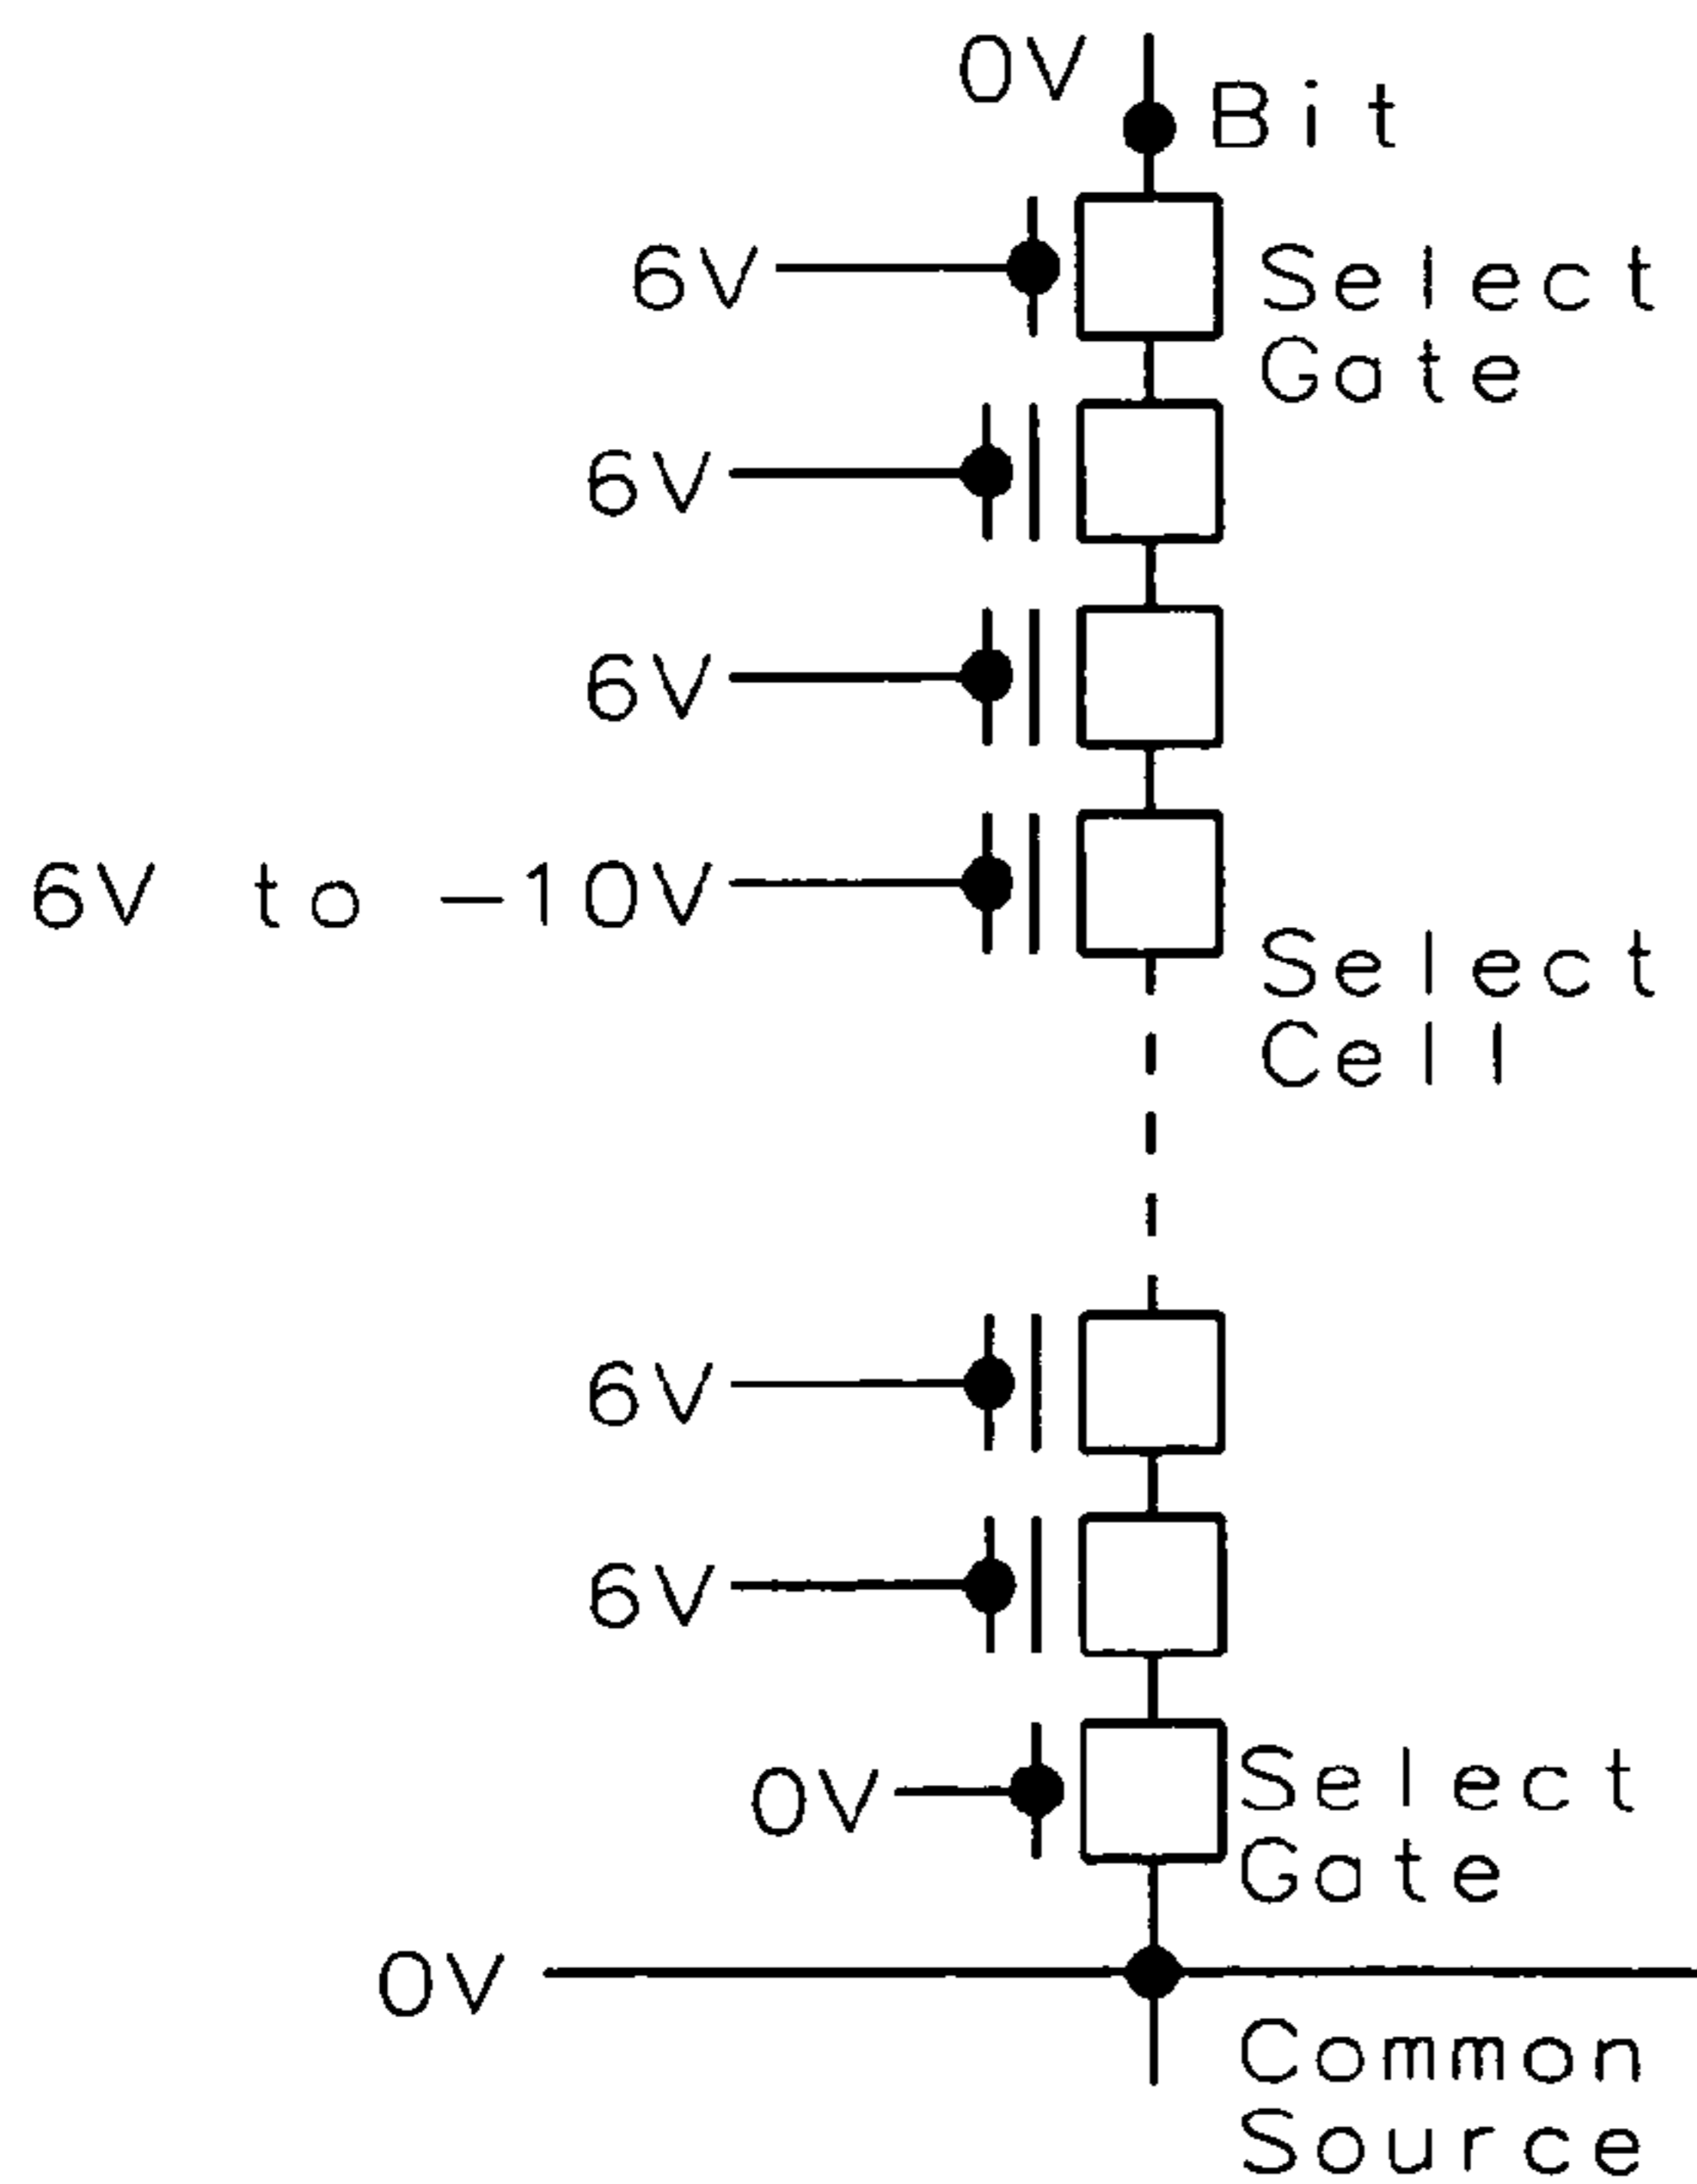 0V Bit
6V Select
Gate
6V
6V
6V to -10V
Select
Cell
6V
6V
0V Select
Gate
0V
Common
Source